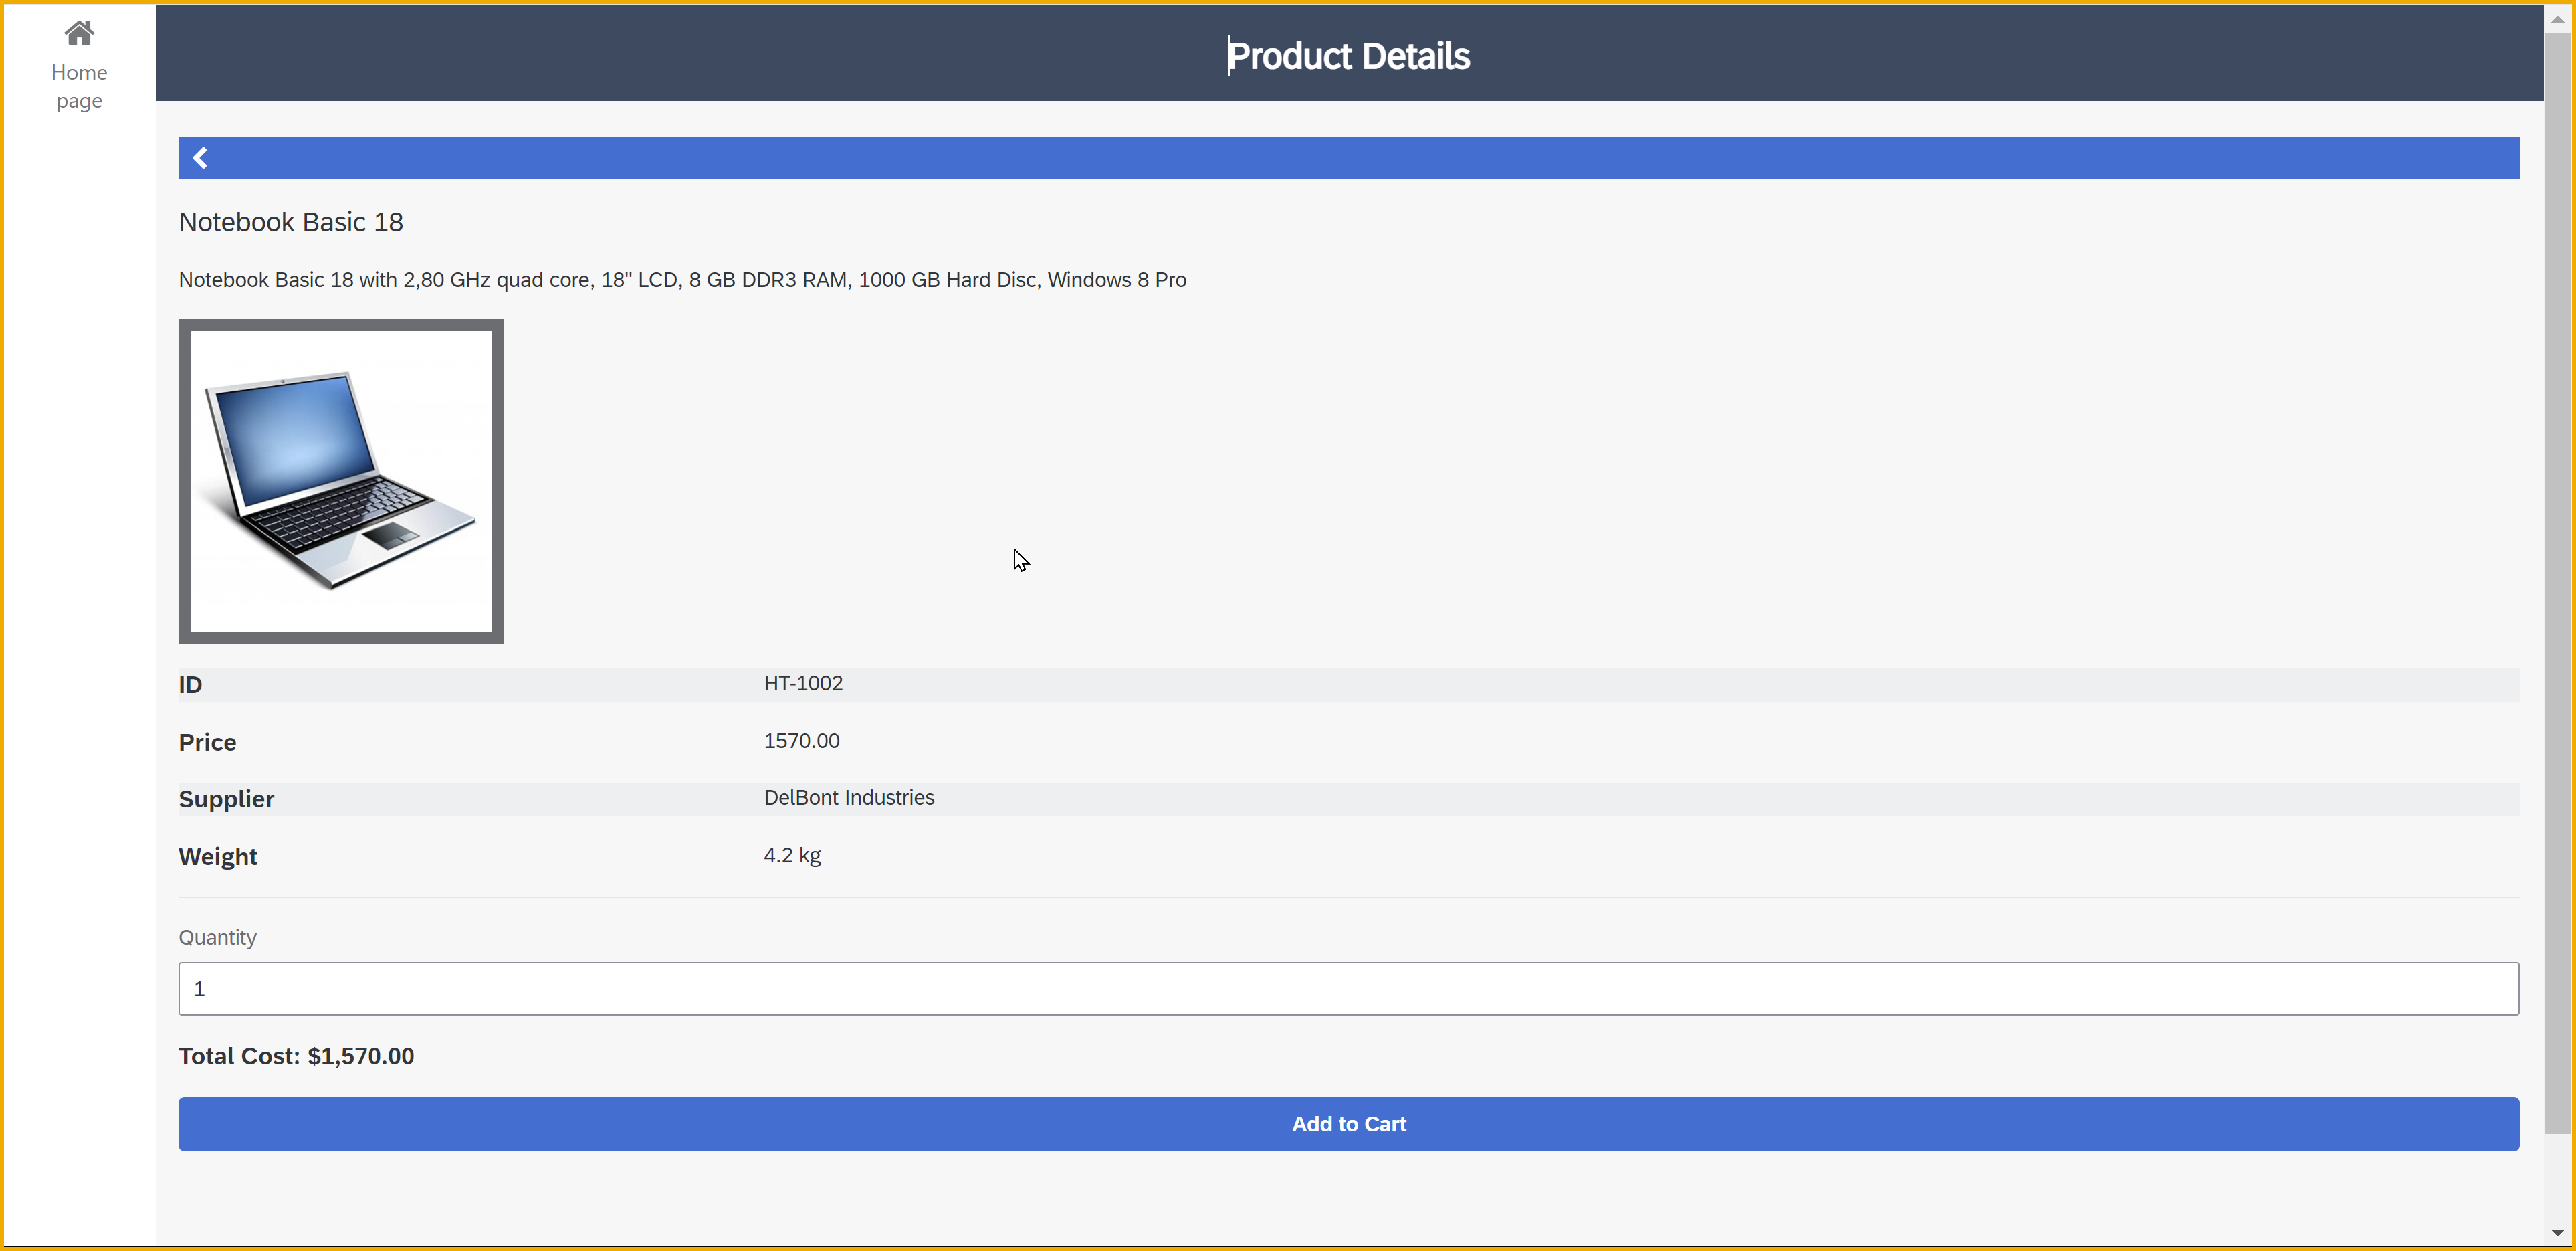 Home
page
Product Details
Notebook Basic 18
Notebook Basic 18 with 2,80 GHz quad core, 18" LCD, 8 GB DDR3 RAM, 1000 GB Hard Disc, Windows 8 Pro
ID HT-1002
Price 1570.00
Supplier DelBont Industries
Weight 4.2 kg
Quantity
1
Total Cost: $1,570.00
Add to Cart